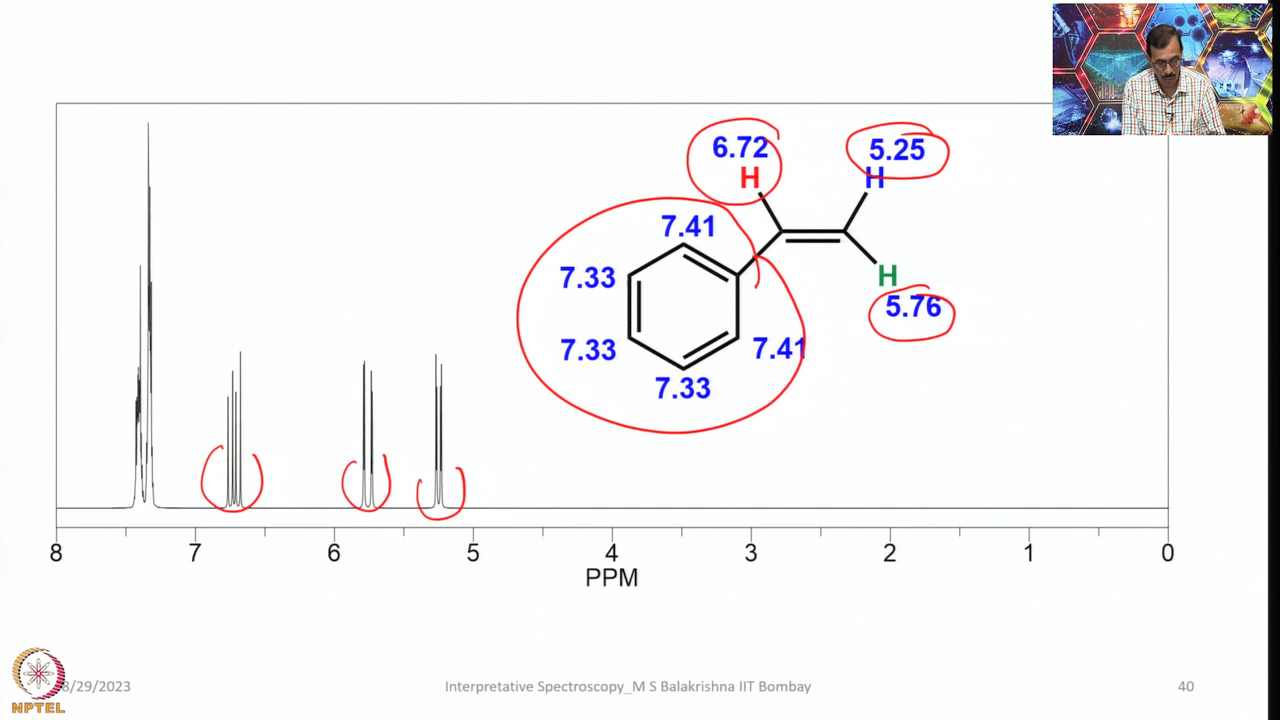 6.72
5.25
H
H
7.41
7.33
H
5.76
7.33
7.41
7.33
8 7 6 5 4 3 2 1 0
PPM
8/29/2023
Interpretative Spectroscopy_M S Balakrishna IIT Bombay
40
NPTEL